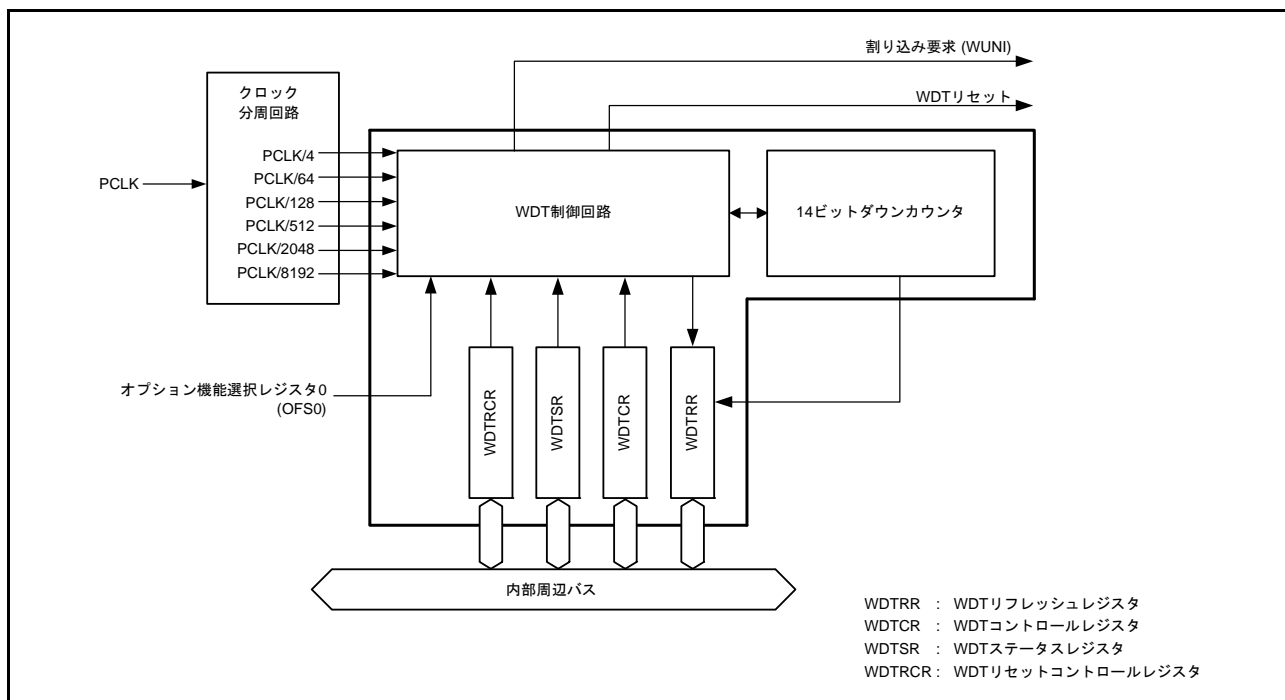 割り込み要求 (WUNI)
WDTリセット
クロック
分周回路
PCLK
PCLK/4
PCLK/64
PCLK/128
PCLK/512
PCLK/2048
PCLK/8192
WDT制御回路
14ビットダウンカウンタ
オプション機能選択レジスタ0
(OFS0)
WDTRCR
WDTSR
WDTCR
WDTRR
内部周辺バス
WDTRR : WDTリフレッシュレジスタ
WDTCR : WDTコントロールレジスタ
WDTSR : WDTステータスレジスタ
WDTRCR : WDTリセットコントロールレジスタ